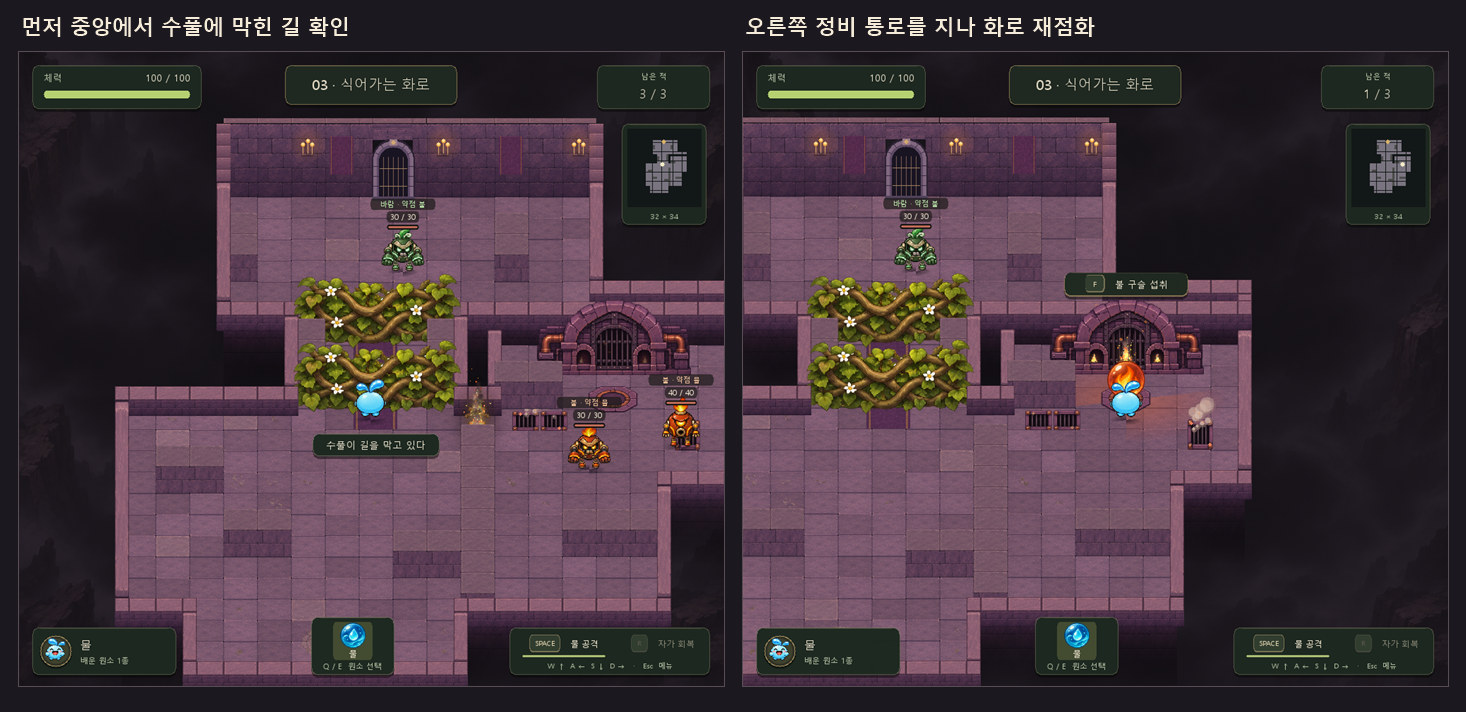 먼저 중앙에서 수풀에 막힌 길 확인
체력 100 / 100
03 · 식어가는 화로
남은 적
3 / 3
32 × 34
바람 · 약점 불
30 / 30
불 · 약점 물
40 / 40
불 · 약점 물
30 / 30
수풀이 길을 막고 있다
물
배운 원소 1종
물
Q / E 원소 선택
SPACE 물 공격 R 자가 회복
W ↑ A ← S ↓ D → · Esc 메뉴
오른쪽 정비 통로를 지나 화로 재점화
체력 100 / 100
03 · 식어가는 화로
남은 적
1 / 3
32 × 34
바람 · 약점 불
30 / 30
F 불 구슬 섭취
물
배운 원소 1종
물
Q / E 원소 선택
SPACE 물 공격 R 자가 회복
W ↑ A ← S ↓ D → · Esc 메뉴